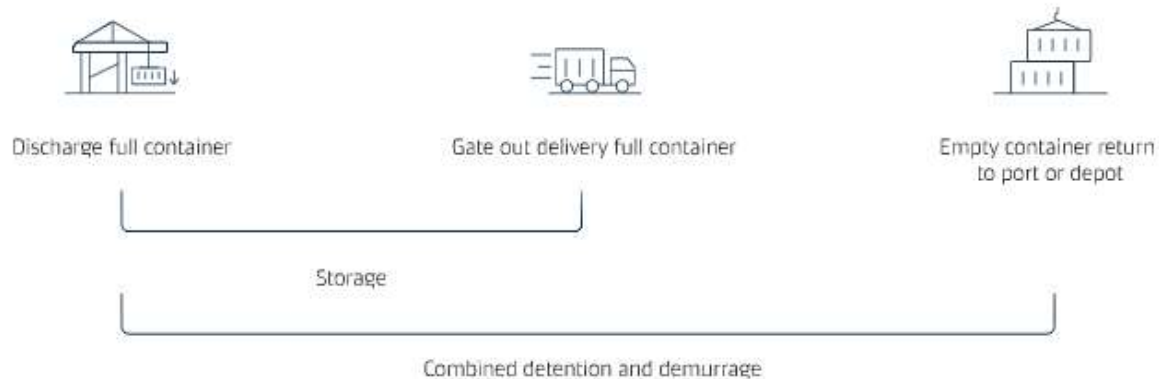 Discharge full container
Gate out delivery full container
Empty container return
to port or depot
Storage
Combined detention and demurrage